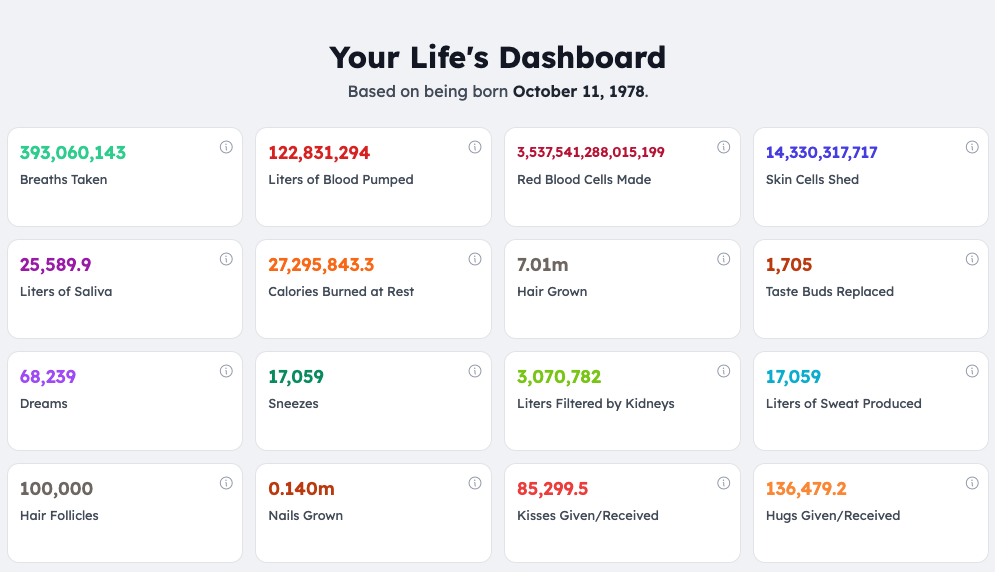 Your Life's Dashboard
Based on being born October 11, 1978.
393,060,143
Breaths Taken
122,831,294
Liters of Blood Pumped
3,537,541,288,015,199
Red Blood Cells Made
14,330,317,717
Skin Cells Shed
25,589.9
Liters of Saliva
27,295,843.3
Calories Burned at Rest
7.01m
Hair Grown
1,705
Taste Buds Replaced
68,239
Dreams
17,059
Sneezes
3,070,782
Liters Filtered by Kidneys
17,059
Liters of Sweat Produced
100,000
Hair Follicles
0.140m
Nails Grown
85,299.5
Kisses Given/Received
136,479.2
Hugs Given/Received